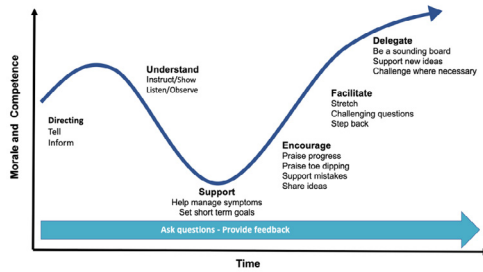 Morale and Competence
Directing
Tell
Inform
Understand
Instruct/Show
Listen/Observe
Support
Help manage symptoms
Set short term goals
Encourage
Praise progress
Praise toe dipping
Support mistakes
Share ideas
Facilitate
Stretch
Challenging questions
Step back
Delegate
Be a sounding board
Support new ideas
Challenge where necessary
Ask questions - Provide feedback
Time